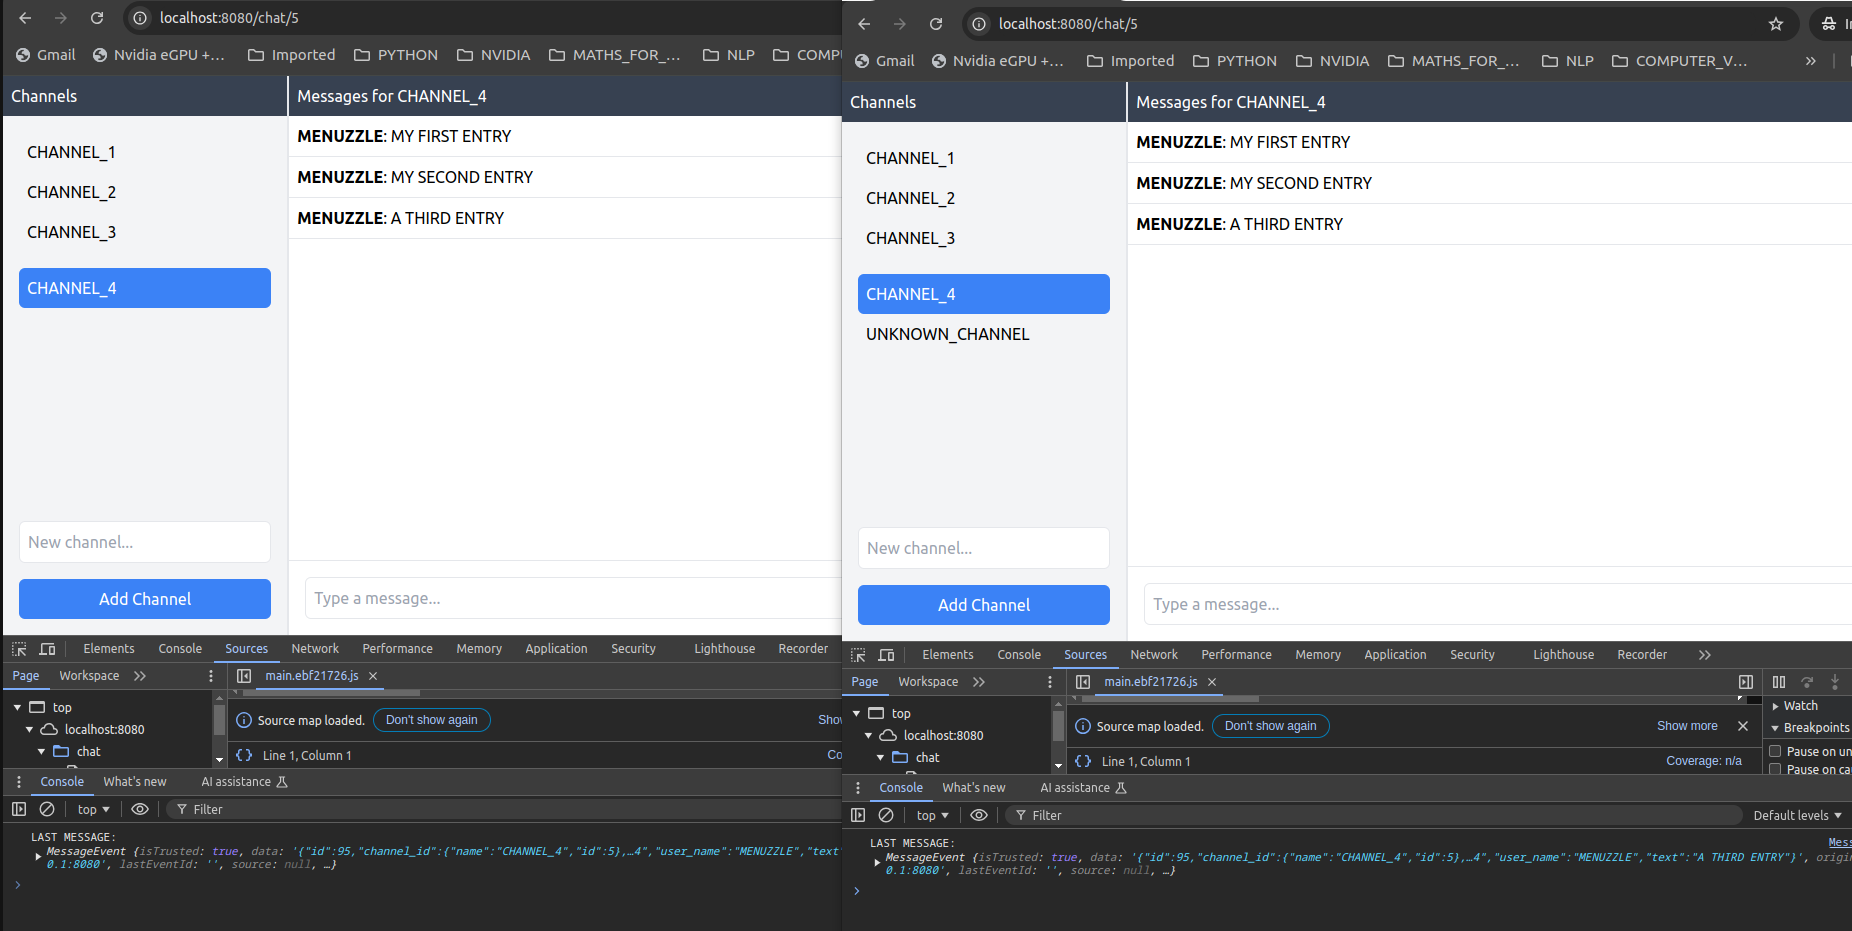 localhost:8080/chat/5
Gmail Nvidia eGPU +... Imported PYTHON NVIDIA MATHS_FOR_... NLP COMPU
Channels
Messages for CHANNEL_4
CHANNEL_1
CHANNEL_2
CHANNEL_3
CHANNEL_4
MENUZZLE: MY FIRST ENTRY
MENUZZLE: MY SECOND ENTRY
MENUZZLE: A THIRD ENTRY
New channel...
Add Channel
Type a message...
Elements Console Sources Network Performance Memory Application Security Lighthouse Recorder
Page Workspace
main.ebf21726.js
top
localhost:8080
chat
Source map loaded. Don't show again Show
{ } Line 1, Column 1 Co
Console What's new AI assistance
top Filter
LAST MESSAGE:
MessageEvent {isTrusted: true, data: '{"id":95,"channel_id":{"name":"CHANNEL_4","id":5},…4","user_name":"MENUZZLE","text
0.1:8080', lastEventId: '', source: null, …}
localhost:8080/chat/5
Gmail Nvidia eGPU +... Imported PYTHON NVIDIA MATHS_FOR_... NLP COMPUTER_V...
Channels
Messages for CHANNEL_4
CHANNEL_1
CHANNEL_2
CHANNEL_3
CHANNEL_4
UNKNOWN_CHANNEL
MENUZZLE: MY FIRST ENTRY
MENUZZLE: MY SECOND ENTRY
MENUZZLE: A THIRD ENTRY
New channel...
Add Channel
Type a message...
Elements Console Sources Network Performance Memory Application Security Lighthouse Recorder
Page Workspace
main.ebf21726.js
top
localhost:8080
chat
Source map loaded. Don't show again Show more
{ } Line 1, Column 1 Coverage: n/a
Watch
Breakpoints
Pause on un
Pause on ca
Console What's new AI assistance
top Filter Default levels
LAST MESSAGE: Mess
MessageEvent {isTrusted: true, data: '{"id":95,"channel_id":{"name":"CHANNEL_4","id":5},…4","user_name":"MENUZZLE","text":"A THIRD ENTRY"}', origin
0.1:8080', lastEventId: '', source: null, …}